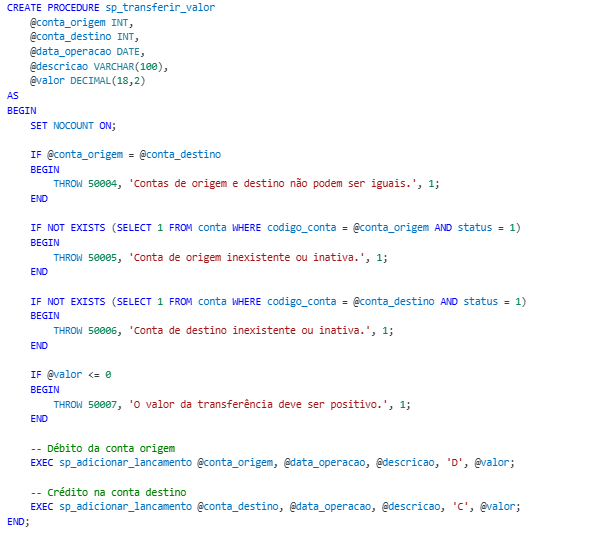 CREATE PROCEDURE sp_transferir_valor
    @conta_origem INT,
    @conta_destino INT,
    @data_operacao DATE,
    @descricao VARCHAR(100),
    @valor DECIMAL(18,2)
AS
BEGIN
    SET NOCOUNT ON;

    IF @conta_origem = @conta_destino
    BEGIN
        THROW 50004, 'Contas de origem e destino não podem ser iguais.', 1;
    END

    IF NOT EXISTS (SELECT 1 FROM conta WHERE codigo_conta = @conta_origem AND status = 1)
    BEGIN
        THROW 50005, 'Conta de origem inexistente ou inativa.', 1;
    END

    IF NOT EXISTS (SELECT 1 FROM conta WHERE codigo_conta = @conta_destino AND status = 1)
    BEGIN
        THROW 50006, 'Conta de destino inexistente ou inativa.', 1;
    END

    IF @valor <= 0
    BEGIN
        THROW 50007, 'O valor da transferência deve ser positivo.', 1;
    END

    -- Débito da conta origem
    EXEC sp_adicionar_lancamento @conta_origem, @data_operacao, @descricao, 'D', @valor;

    -- Crédito na conta destino
    EXEC sp_adicionar_lancamento @conta_destino, @data_operacao, @descricao, 'C', @valor;
END;